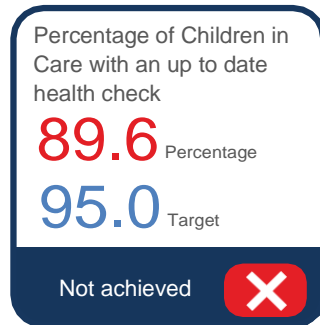 Percentage of Children in
Care with an up to date
health check
89.6 Percentage
95.0 Target
Not achieved